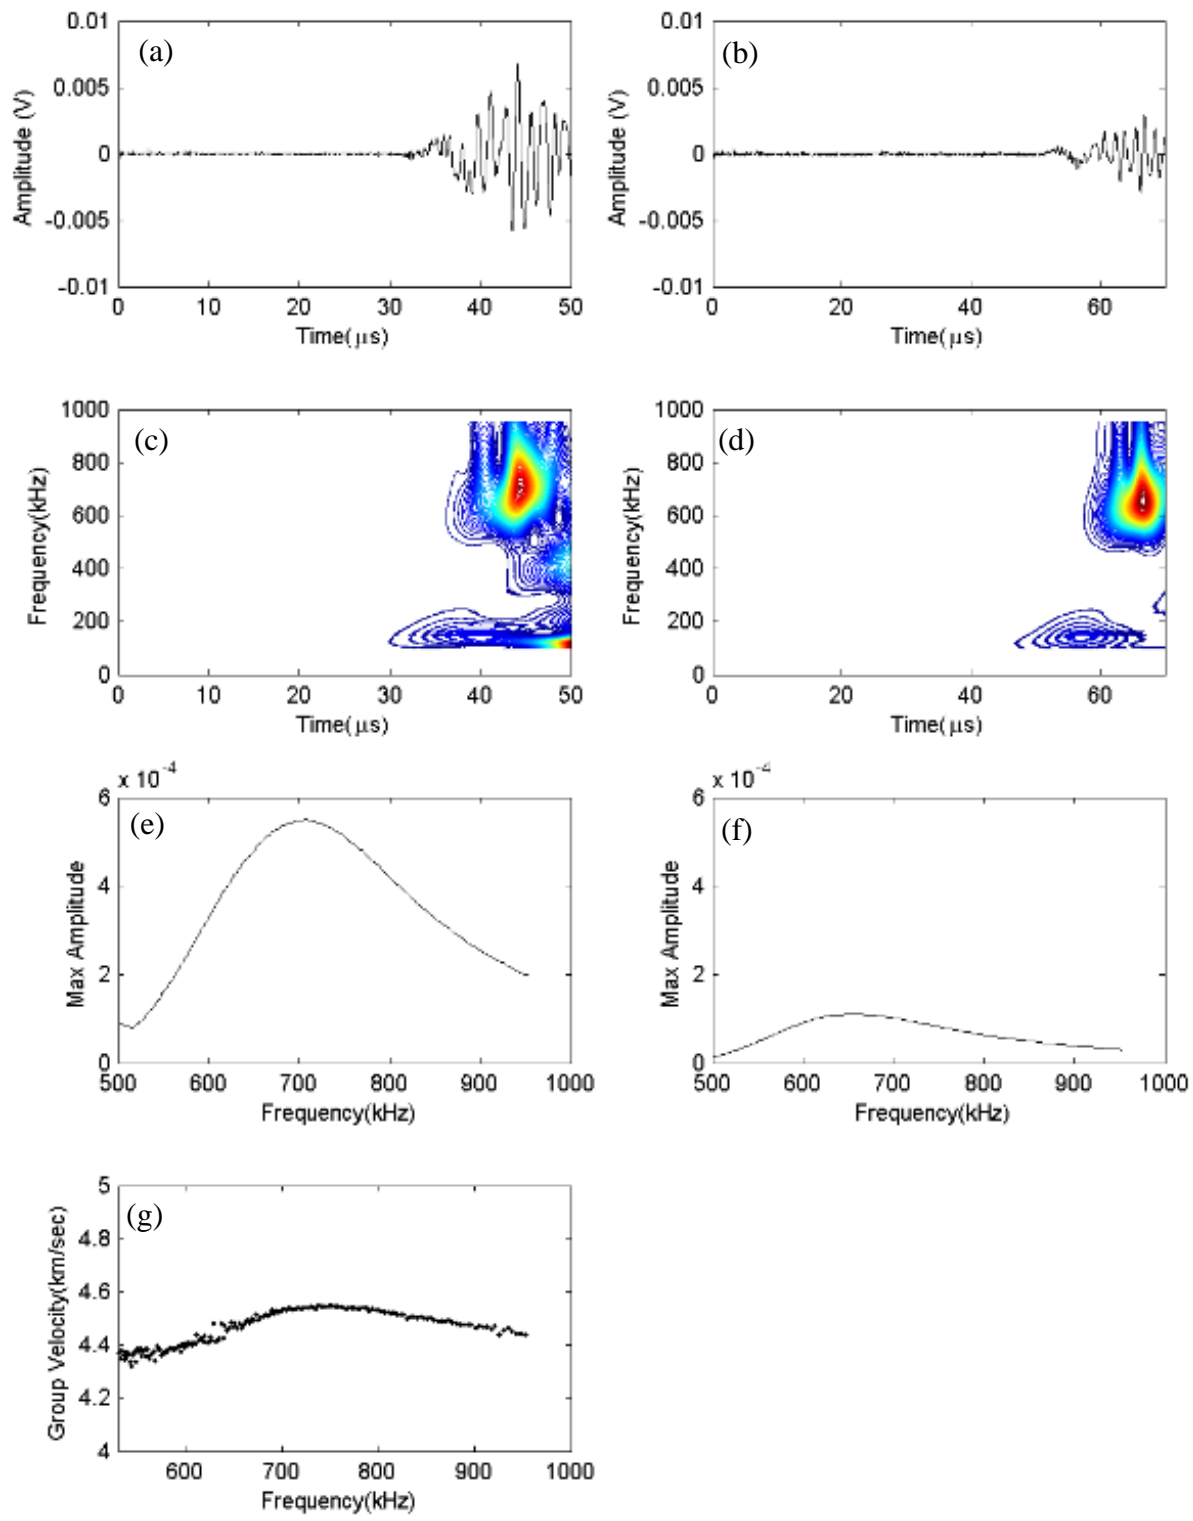 (a)
0.01
0.005
0
-0.005
-0.01
Amplitude (V)
0 10 20 30 40 50
Time(μs)
(b)
0.01
0.005
0
-0.005
-0.01
Amplitude (V)
0 20 40 60
Time(μs)
(c)
1000
800
600
400
200
0
Frequency(kHz)
0 10 20 30 40 50
Time(μs)
(d)
1000
800
600
400
200
0
Frequency(kHz)
0 20 40 60
Time(μs)
x 10⁻⁴
(e)
6
4
2
0
Max Amplitude
500 600 700 800 900 1000
Frequency(kHz)
x 10⁻⁴
(f)
6
4
2
0
Max Amplitude
500 600 700 800 900 1000
Frequency(kHz)
(g)
5
4.8
4.6
4.4
4.2
4
Group Velocity(km/sec)
600 700 800 900 1000
Frequency(kHz)